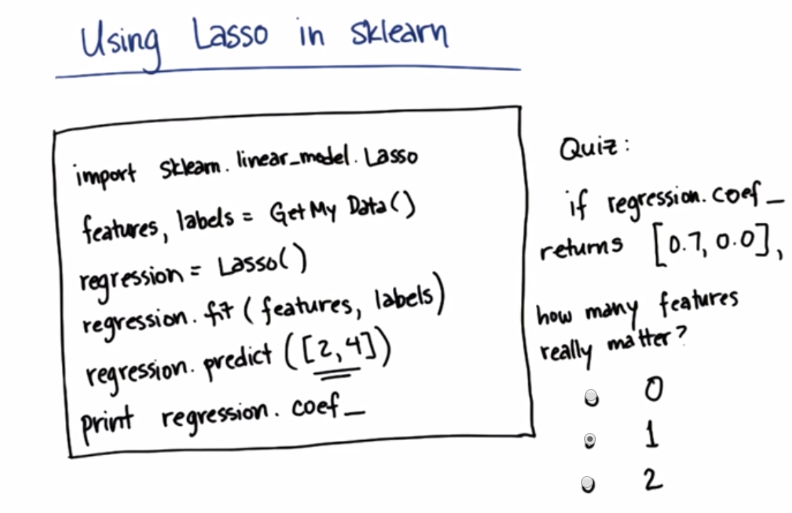 Using Lasso in sklearn
import sklearn.linear_model.Lasso
features, labels = GetMyData()
regression = Lasso()
regression.fit(features, labels)
regression.predict([2,4])
print regression.coef_
Quiz:
if regression.coef_
returns [0.7, 0.0],
how many features
really matter?
0
1
2